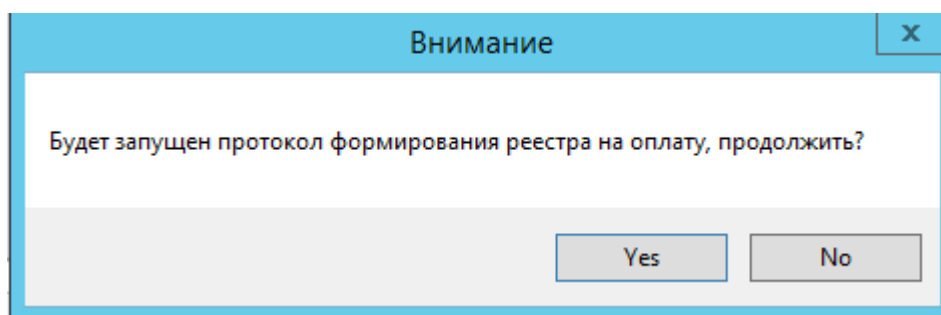 Внимание
x
Будет запущен протокол формирования реестра на оплату, продолжить?
Yes
No